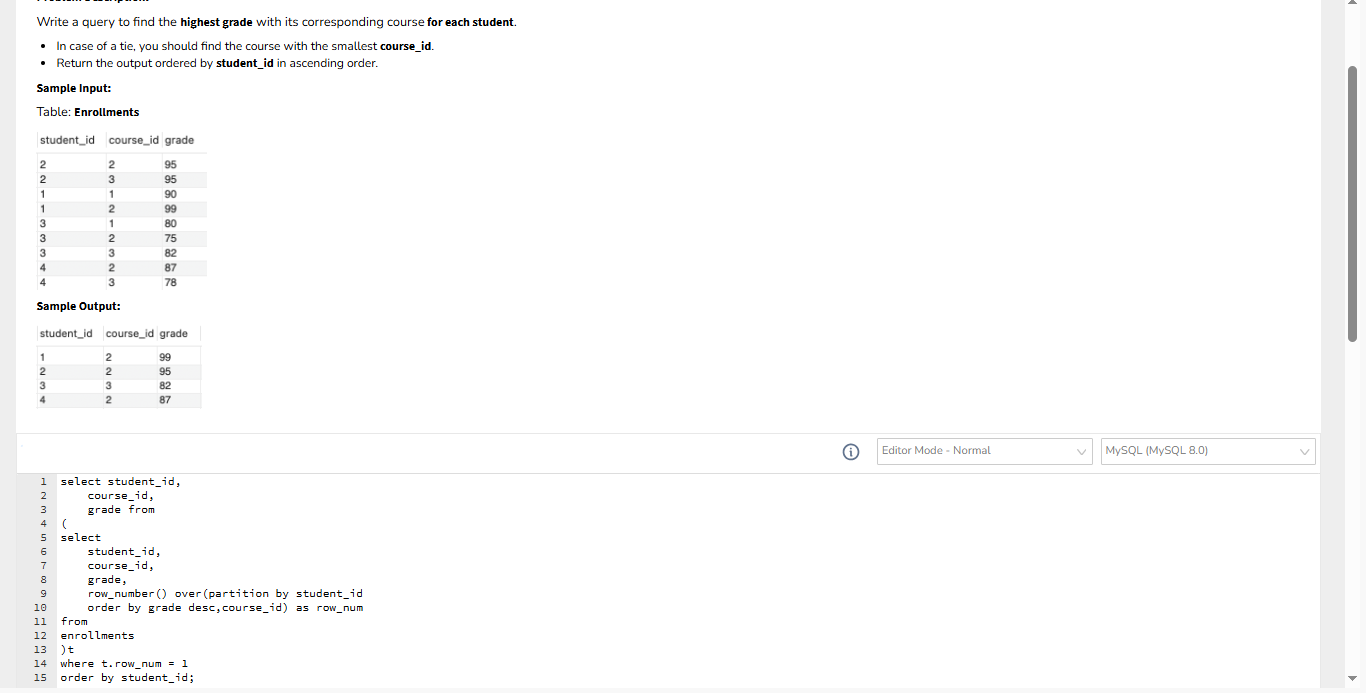 Write a query to find the highest grade with its corresponding course for each student.
• In case of a tie, you should find the course with the smallest course_id.
• Return the output ordered by student_id in ascending order.
Sample Input:
Table: Enrollments
student_id course_id grade
2 2 95
2 3 95
1 1 90
1 2 99
3 1 80
3 2 75
3 3 82
4 2 87
4 3 78
Sample Output:
student_id course_id grade
1 2 99
2 2 95
3 3 82
4 2 87
Editor Mode - Normal
MySQL (MySQL 8.0)
1 select student_id,
2 course_id,
3 grade from
4 (
5 select
6 student_id,
7 course_id,
8 grade,
9 row_number() over(partition by student_id
10 order by grade desc,course_id) as row_num
11 from
12 enrollments
13 )t
14 where t.row_num = 1
15 order by student_id;